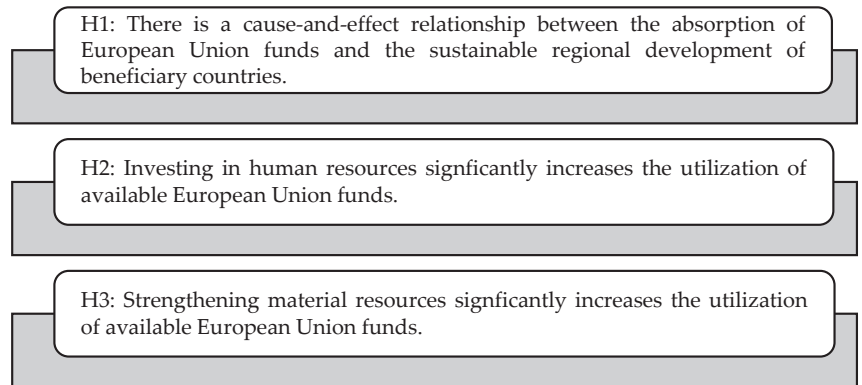 H1: There is a cause-and-effect relationship between the absorption of
European Union funds and the sustainable regional development of
beneficiary countries.
H2: Investing in human resources signficantly increases the utilization of
available European Union funds.
H3: Strengthening material resources signficantly increases the utilization
of available European Union funds.